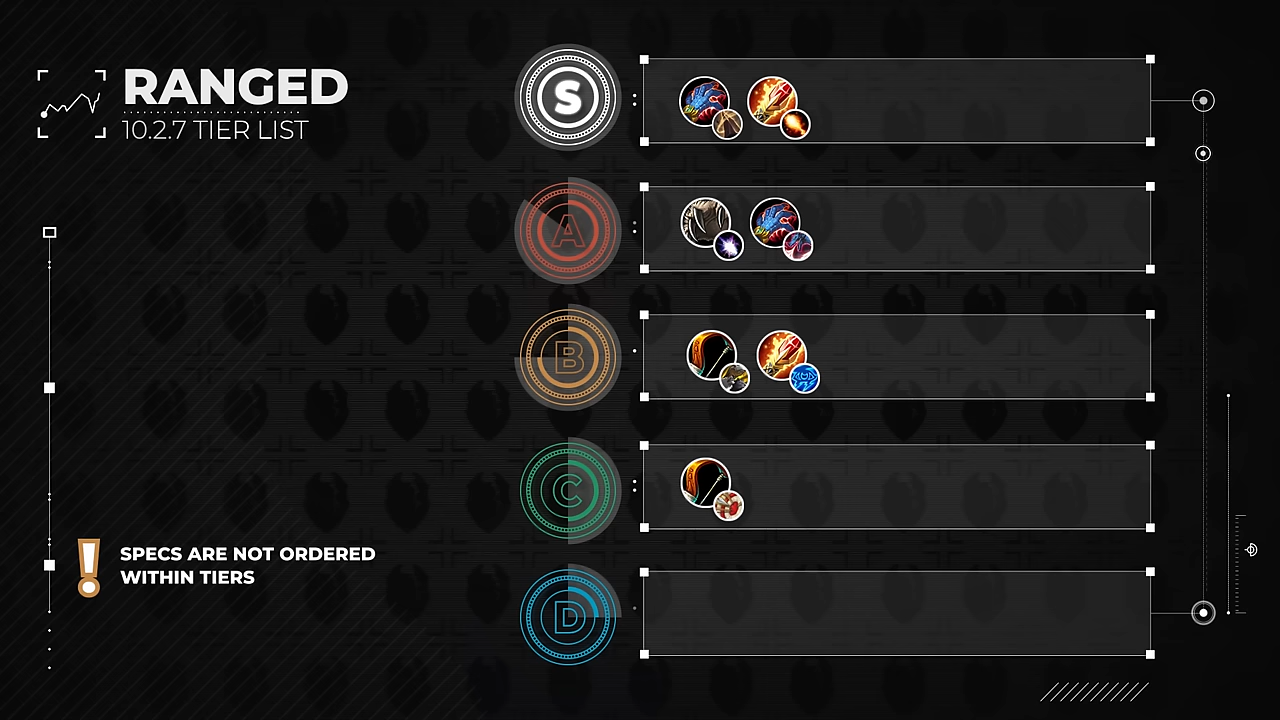 RANGED
10.2.7 TIER LIST
S
A
B
C
D
SPECS ARE NOT ORDERED
WITHIN TIERS